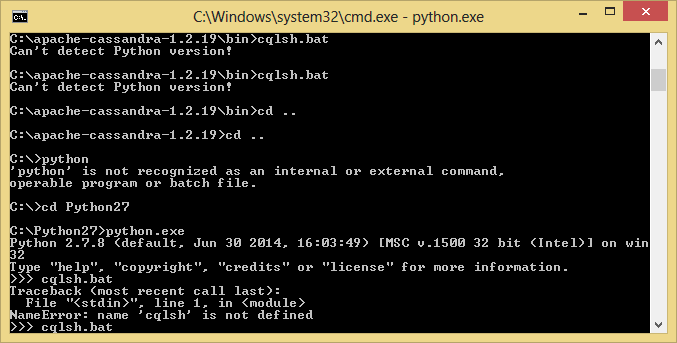 C:\Windows\system32\cmd.exe - python.exe
C:\apache-cassandra-1.2.19\bin>cqlsh.bat
Can't detect Python version!
C:\apache-cassandra-1.2.19\bin>cqlsh.bat
Can't detect Python version!
C:\apache-cassandra-1.2.19\bin>cd ..
C:\apache-cassandra-1.2.19>cd ..
C:\>python
'python' is not recognized as an internal or external command,
operable program or batch file.
C:\>cd Python27
C:\Python27>python.exe
Python 2.7.8 (default, Jun 30 2014, 16:03:49) [MSC v.1500 32 bit (Intel)] on win
32
Type "help", "copyright", "credits" or "license" for more information.
>>> cqlsh.bat
Traceback (most recent call last):
  File "<stdin>", line 1, in <module>
NameError: name 'cqlsh' is not defined
>>> cqlsh.bat